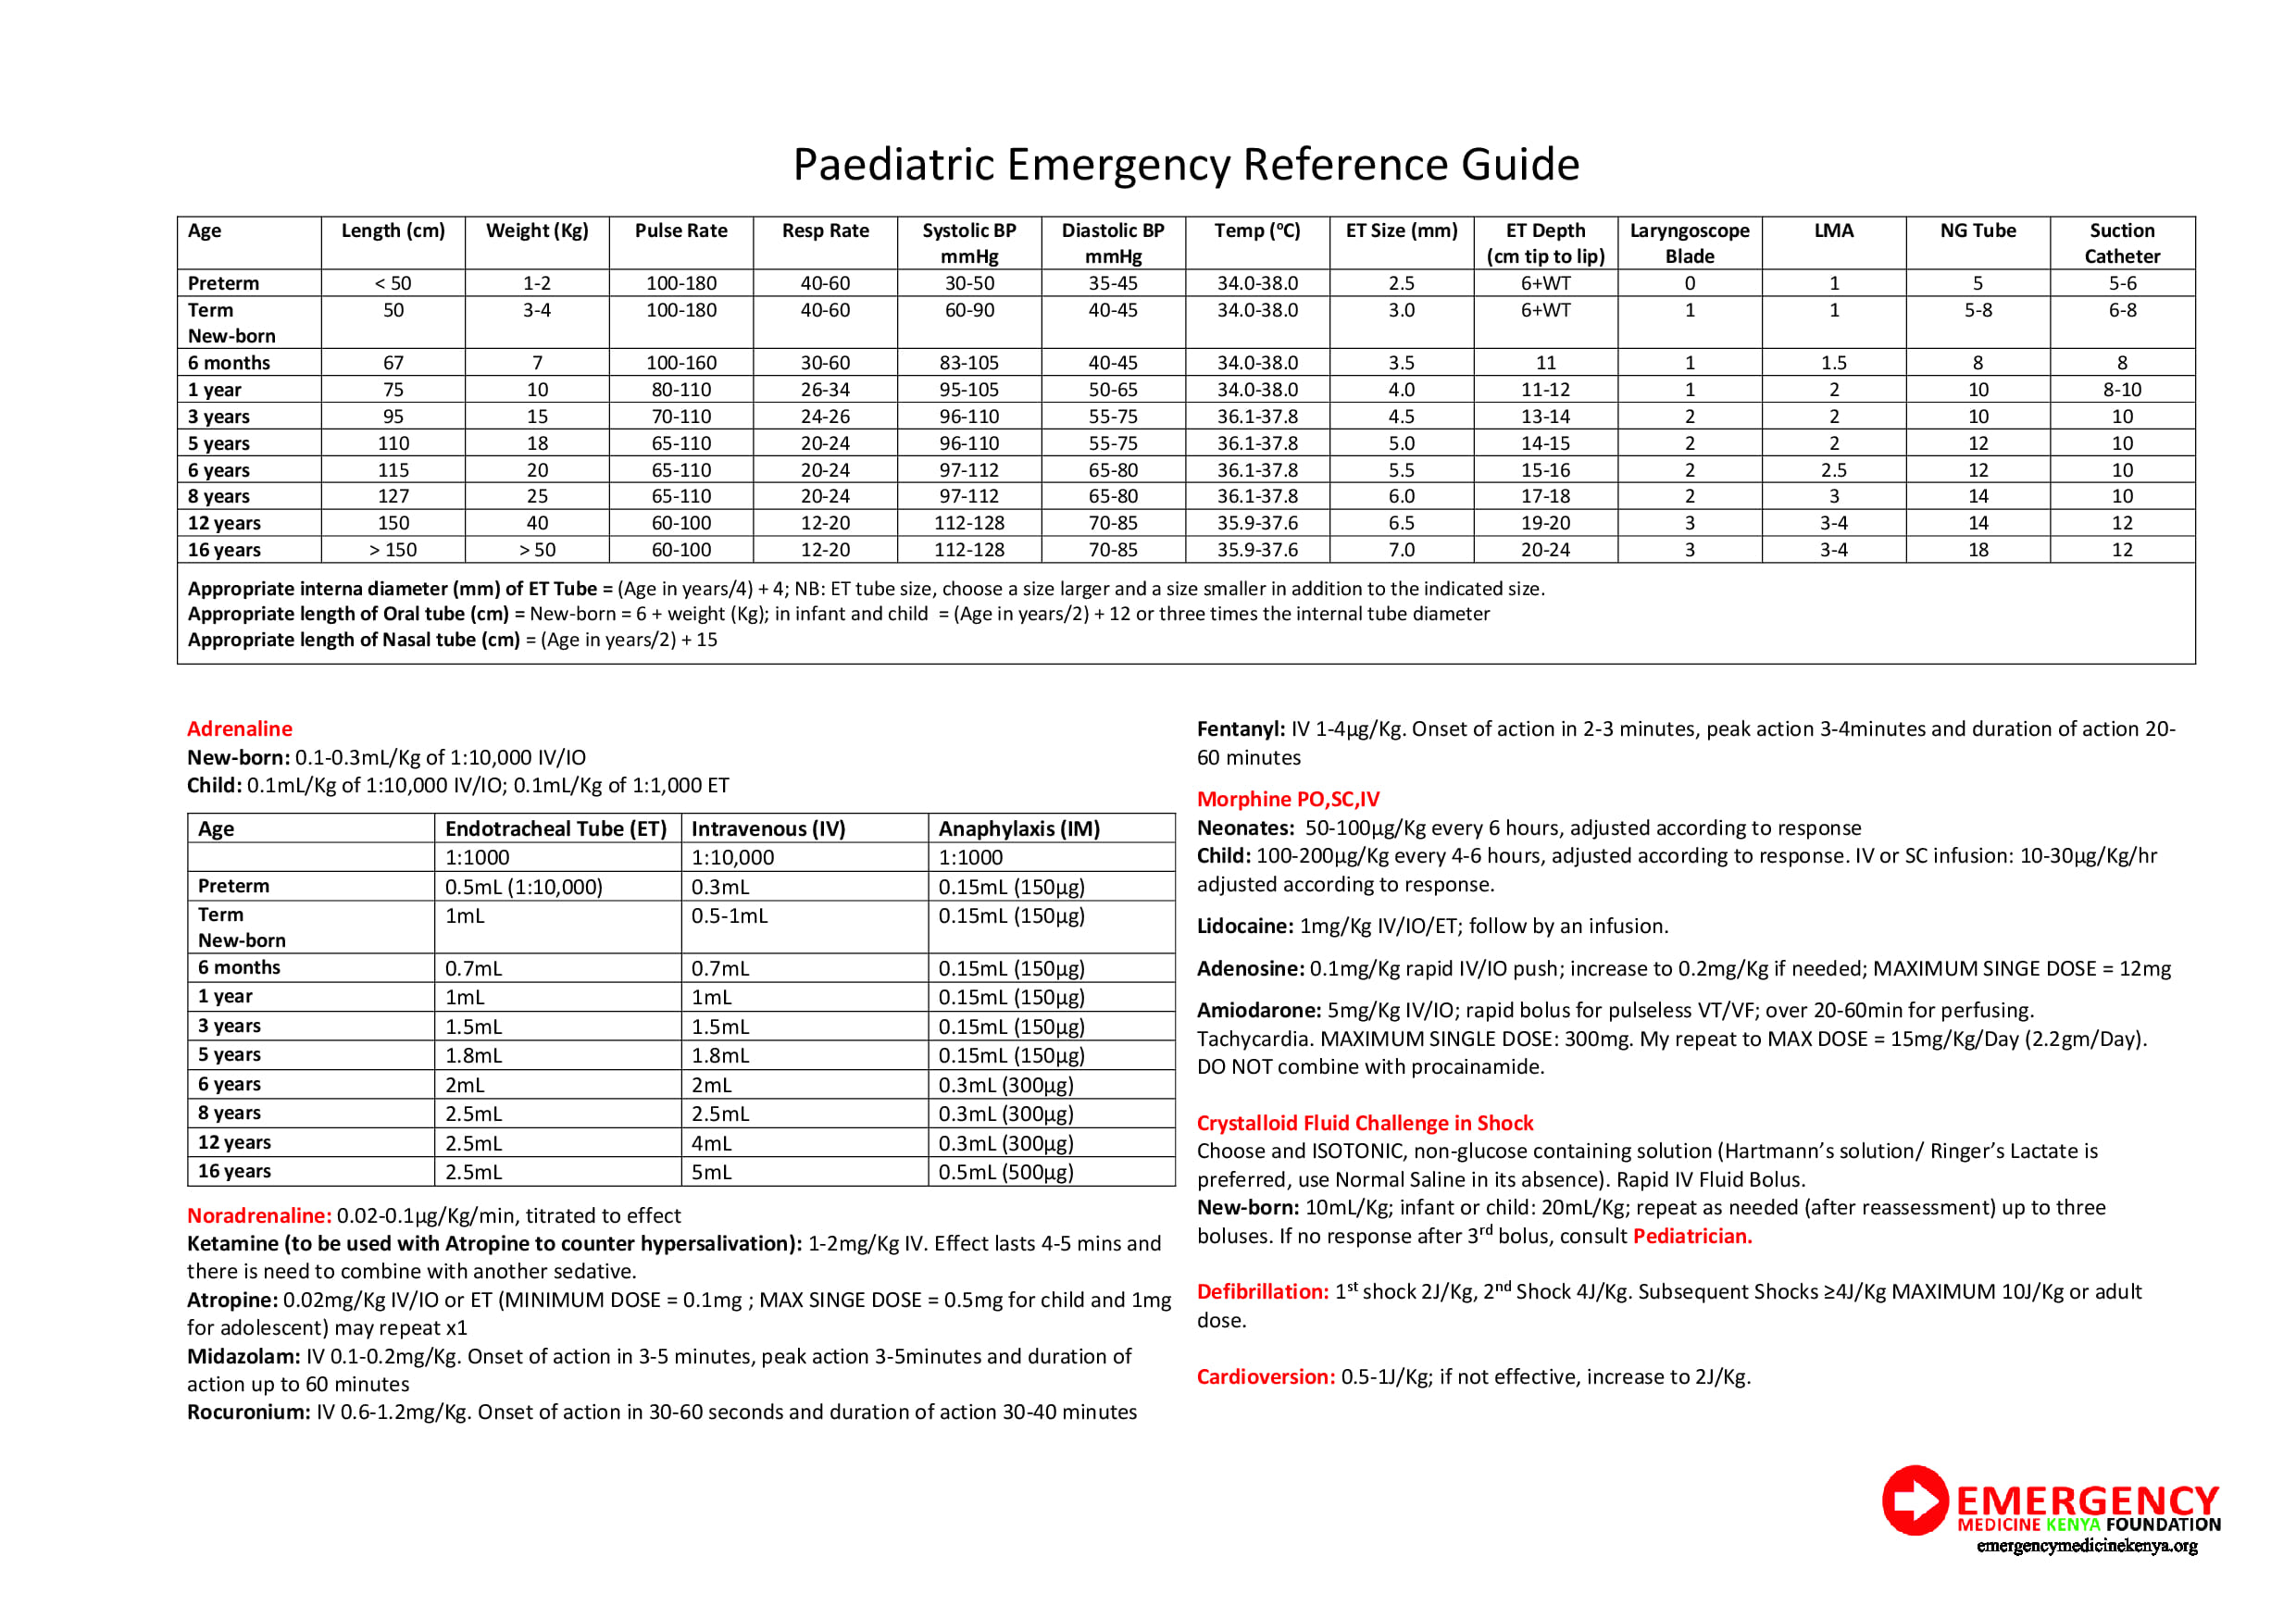 Paediatric Emergency Reference Guide
Age Length (cm) Weight (Kg) Pulse Rate Resp Rate Systolic BP mmHg Diastolic BP mmHg Temp (°C) ET Size (mm) ET Depth (cm tip to lip) Laryngoscope Blade LMA NG Tube Suction Catheter
Preterm < 50 1-2 100-180 40-60 30-50 35-45 34.0-38.0 2.5 6+WT 0 1 5 5-6
Term New-born 50 3-4 100-180 40-60 60-90 40-45 34.0-38.0 3.0 6+WT 1 1 5-8 6-8
6 months 67 7 100-160 30-60 83-105 40-45 34.0-38.0 3.5 11 1 1.5 8 8
1 year 75 10 80-110 26-34 95-105 50-65 34.0-38.0 4.0 11-12 1 2 10 8-10
3 years 95 15 70-110 24-26 96-110 55-75 36.1-37.8 4.5 13-14 2 2 10 10
5 years 110 18 65-110 20-24 96-110 55-75 36.1-37.8 5.0 14-15 2 2 12 10
6 years 115 20 65-110 20-24 97-112 65-80 36.1-37.8 5.5 15-16 2 2.5 12 10
8 years 127 25 65-110 20-24 97-112 65-80 36.1-37.8 6.0 17-18 2 3 14 10
12 years 150 40 60-100 12-20 112-128 70-85 35.9-37.6 6.5 19-20 3 3-4 14 12
16 years > 150 > 50 60-100 12-20 112-128 70-85 35.9-37.6 7.0 20-24 3 3-4 18 12
Appropriate interna diameter (mm) of ET Tube = (Age in years/4) + 4; NB: ET tube size, choose a size larger and a size smaller in addition to the indicated size.
Appropriate length of Oral tube (cm) = New-born = 6 + weight (Kg); in infant and child = (Age in years/2) + 12 or three times the internal tube diameter
Appropriate length of Nasal tube (cm) = (Age in years/2) + 15
Adrenaline
New-born: 0.1-0.3mL/Kg of 1:10,000 IV/IO
Child: 0.1mL/Kg of 1:10,000 IV/IO; 0.1mL/Kg of 1:1,000 ET
Age Endotracheal Tube (ET) Intravenous (IV) Anaphylaxis (IM)
1:1000 1:10,000 1:1000
Preterm 0.5mL (1:10,000) 0.3mL 0.15mL (150µg)
Term New-born 1mL 0.5-1mL 0.15mL (150µg)
6 months 0.7mL 0.7mL 0.15mL (150µg)
1 year 1mL 1mL 0.15mL (150µg)
3 years 1.5mL 1.5mL 0.15mL (150µg)
5 years 1.8mL 1.8mL 0.15mL (150µg)
6 years 2mL 2mL 0.3mL (300µg)
8 years 2.5mL 2.5mL 0.3mL (300µg)
12 years 2.5mL 4mL 0.3mL (300µg)
16 years 2.5mL 5mL 0.5mL (500µg)
Noradrenaline: 0.02-0.1µg/Kg/min, titrated to effect
Ketamine (to be used with Atropine to counter hypersalivation): 1-2mg/Kg IV. Effect lasts 4-5 mins and
there is need to combine with another sedative.
Atropine: 0.02mg/Kg IV/IO or ET (MINIMUM DOSE = 0.1mg ; MAX SINGE DOSE = 0.5mg for child and 1mg
for adolescent) may repeat x1
Midazolam: IV 0.1-0.2mg/Kg. Onset of action in 3-5 minutes, peak action 3-5minutes and duration of
action up to 60 minutes
Rocuronium: IV 0.6-1.2mg/Kg. Onset of action in 30-60 seconds and duration of action 30-40 minutes
Fentanyl: IV 1-4µg/Kg. Onset of action in 2-3 minutes, peak action 3-4minutes and duration of action 20-
60 minutes
Morphine PO,SC,IV
Neonates: 50-100µg/Kg every 6 hours, adjusted according to response
Child: 100-200µg/Kg every 4-6 hours, adjusted according to response. IV or SC infusion: 10-30µg/Kg/hr
adjusted according to response.
Lidocaine: 1mg/Kg IV/IO/ET; follow by an infusion.
Adenosine: 0.1mg/Kg rapid IV/IO push; increase to 0.2mg/Kg if needed; MAXIMUM SINGE DOSE = 12mg
Amiodarone: 5mg/Kg IV/IO; rapid bolus for pulseless VT/VF; over 20-60min for perfusing.
Tachycardia. MAXIMUM SINGLE DOSE: 300mg. My repeat to MAX DOSE = 15mg/Kg/Day (2.2gm/Day).
DO NOT combine with procainamide.
Crystalloid Fluid Challenge in Shock
Choose and ISOTONIC, non-glucose containing solution (Hartmann’s solution/ Ringer’s Lactate is
preferred, use Normal Saline in its absence). Rapid IV Fluid Bolus.
New-born: 10mL/Kg; infant or child: 20mL/Kg; repeat as needed (after reassessment) up to three
boluses. If no response after 3rd bolus, consult Pediatrician.
Defibrillation: 1st shock 2J/Kg, 2nd Shock 4J/Kg. Subsequent Shocks ≥4J/Kg MAXIMUM 10J/Kg or adult
dose.
Cardioversion: 0.5-1J/Kg; if not effective, increase to 2J/Kg.
EMERGENCY
MEDICINE KENYA FOUNDATION
emergencymedicinekenya.org